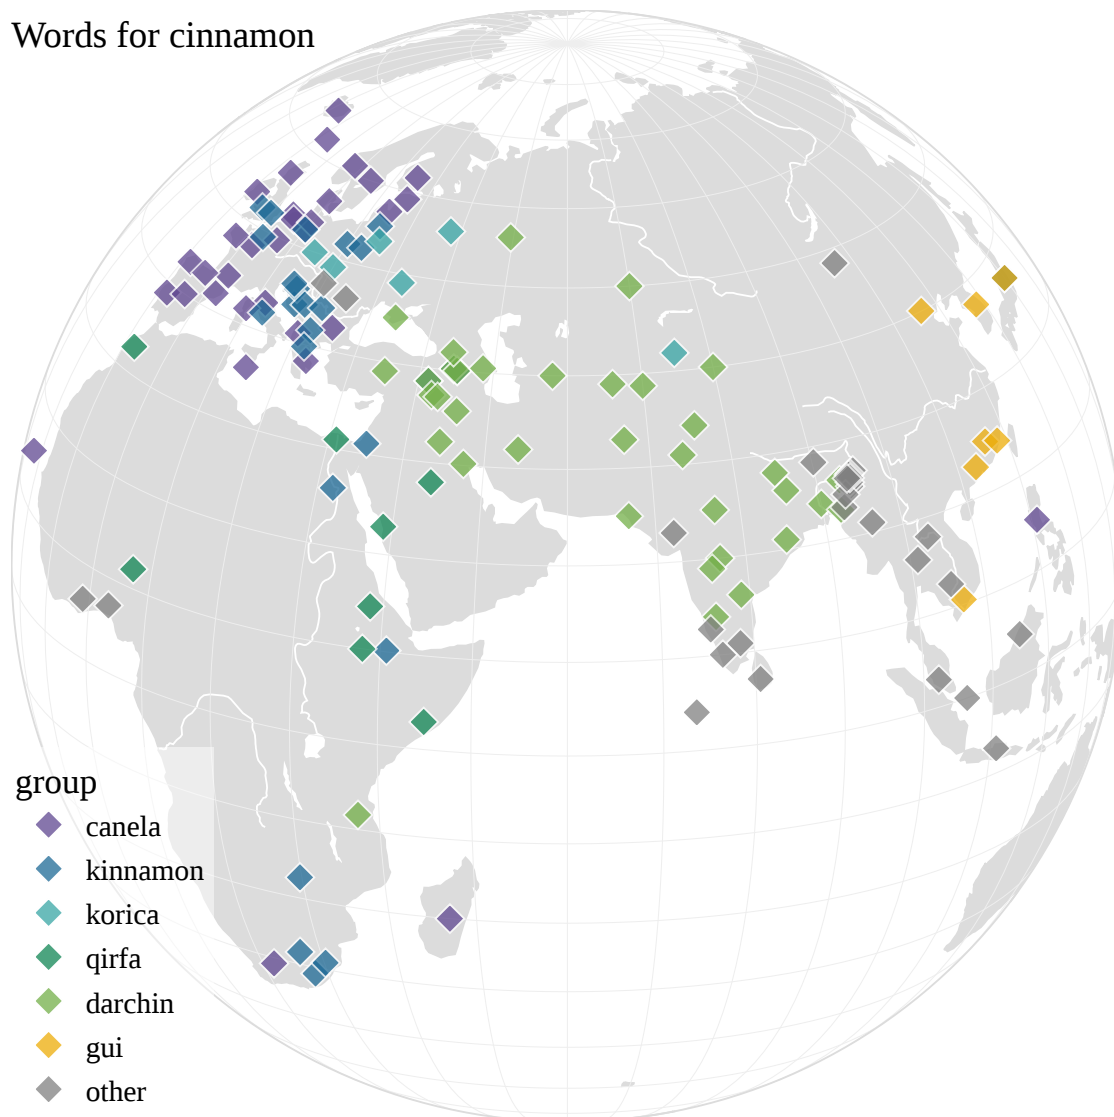 Words for cinnamon
group
canela
kinnamon
korica
qirfa
darchin
gui
other